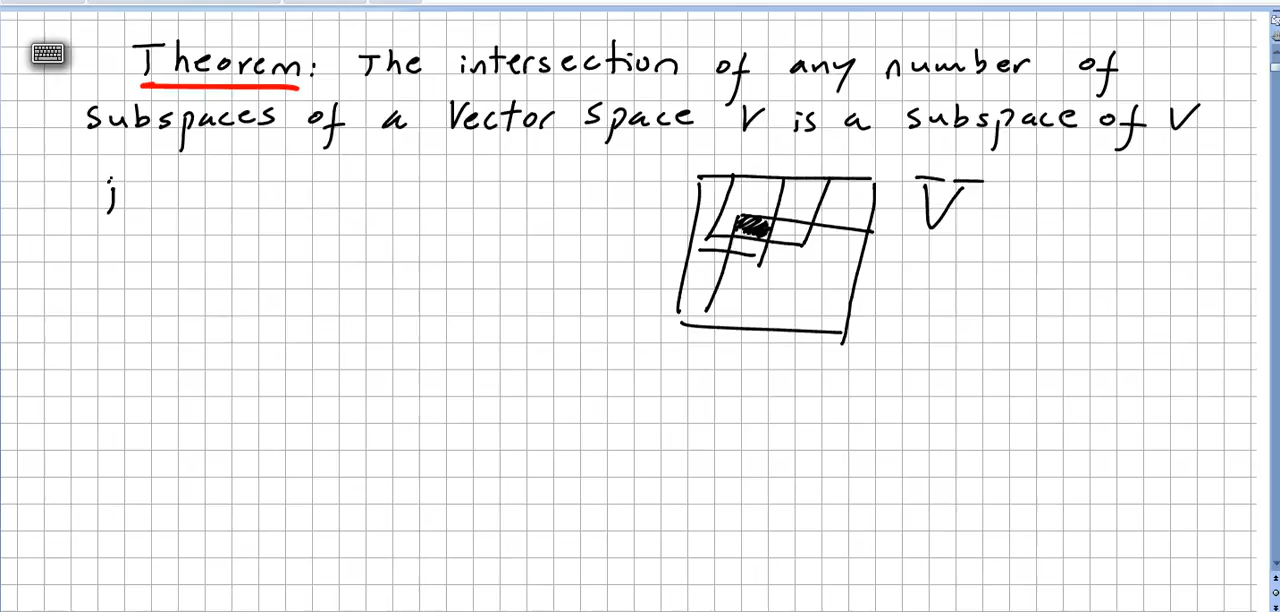 Theorem: The intersection of any number of
subspaces of a Vector Space V is a subspace of V
j
V